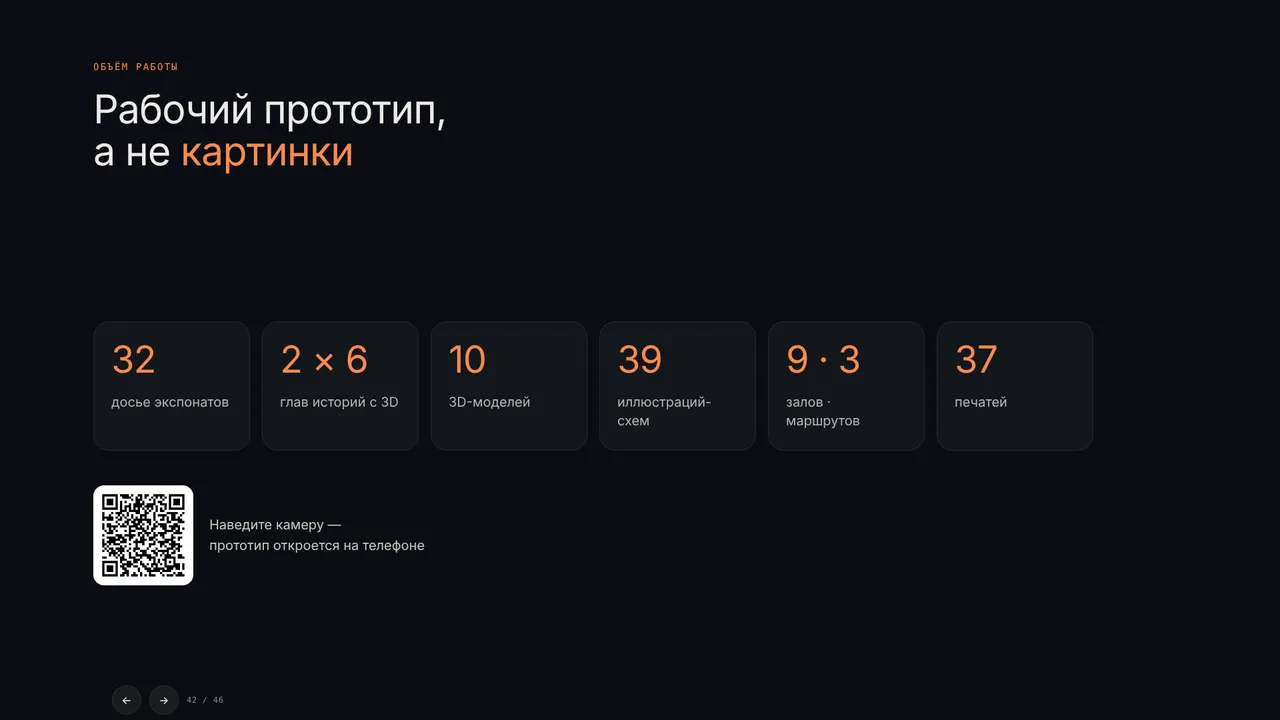 ОБЪЁМ РАБОТЫ
Рабочий прототип,
а не картинки
32
досье экспонатов
2 × 6
глав историй с 3D
10
3D-моделей
39
иллюстраций-
схем
9 · 3
залов ·
маршрутов
37
печатей
Наведите камеру —
прототип откроется на телефоне
← → 42 / 46